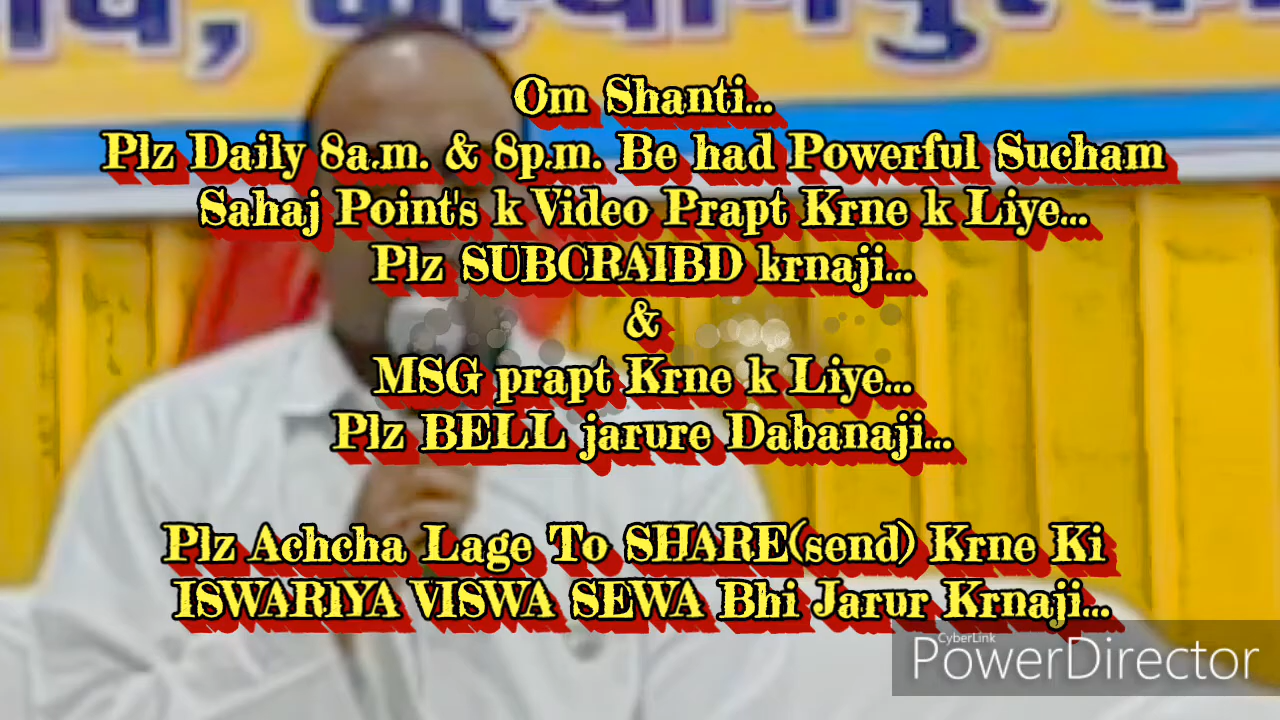 Om Shanti...
Plz Daily 8a.m. & 8p.m. Be had Powerful Sucham
Sahaj Point's k Video Prapt Krne k Liye...
Plz SUBCRAIBD krnaji...
&
MSG prapt Krne k Liye...
Plz BELL jarure Dabanaji...
Plz Achcha Lage To SHARE(send) Krne Ki
ISWARIYA VISWA SEWA Bhi Jarur Krnaji...
CyberLink
PowerDirector